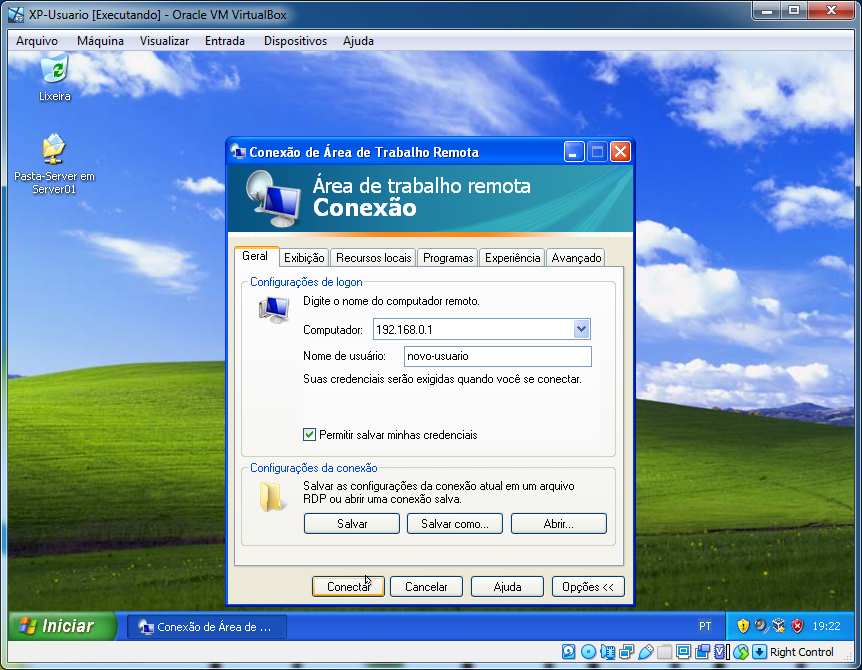 XP-Usuario [Executando] - Oracle VM VirtualBox
Arquivo Máquina Visualizar Entrada Dispositivos Ajuda
Lixeira
Pasta-Server em
Server01
Conexão de Área de Trabalho Remota
Área de trabalho remota
Conexão
Geral Exibição Recursos locais Programas Experiência Avançado
Configurações de logon
Digite o nome do computador remoto.
Computador: 192.168.0.1
Nome de usuário: novo-usuario
Suas credenciais serão exigidas quando você se conectar.
Permitir salvar minhas credenciais
Configurações da conexão
Salvar as configurações da conexão atual em um arquivo
RDP ou abrir uma conexão salva.
Salvar Salvar como... Abrir...
Conectar Cancelar Ajuda Opções <<
Iniciar Conexão de Área de ... PT 19:22
Right Control